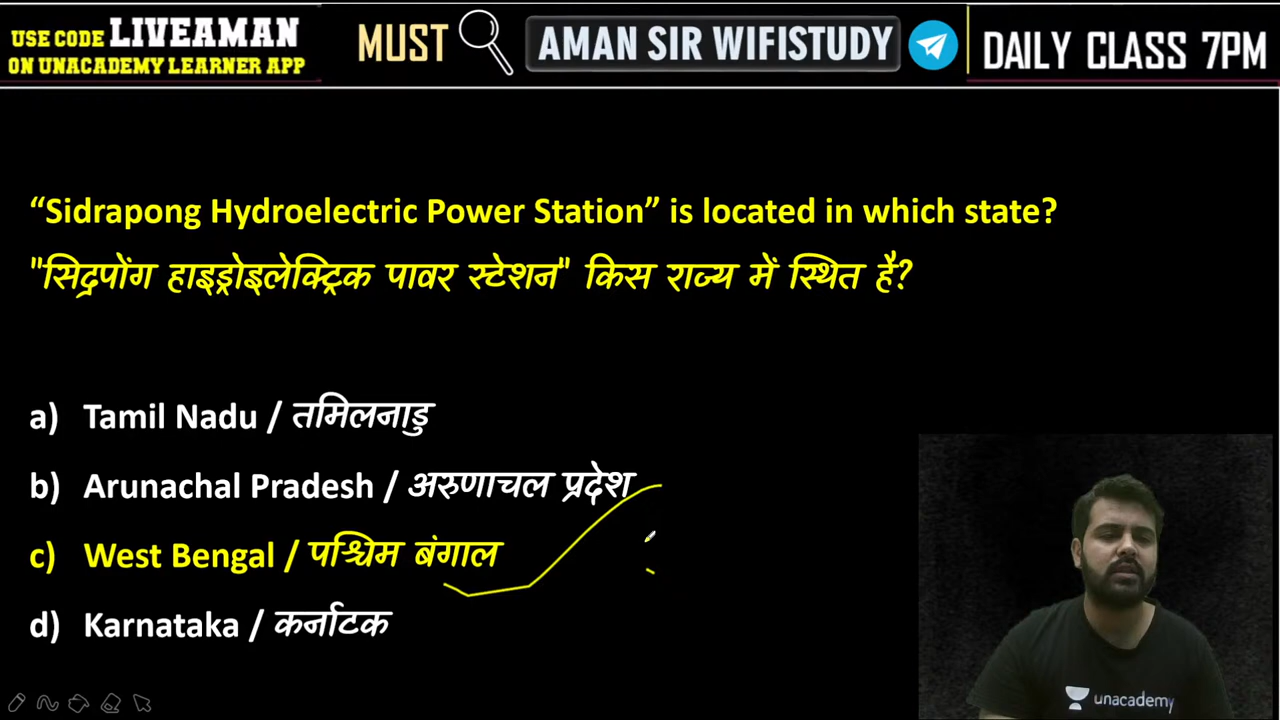 USE CODE LIVEAMAN
ON UNACADEMY LEARNER APP
MUST
AMAN SIR WIFISTUDY
DAILY CLASS 7PM
“Sidrapong Hydroelectric Power Station” is located in which state?
"सिद्रपोंग हाइड्रोइलेक्ट्रिक पावर स्टेशन" किस राज्य में स्थित है?
a) Tamil Nadu / तमिलनाडु
b) Arunachal Pradesh / अरुणाचल प्रदेश
c) West Bengal / पश्चिम बंगाल
d) Karnataka / कर्नाटक
unacademy